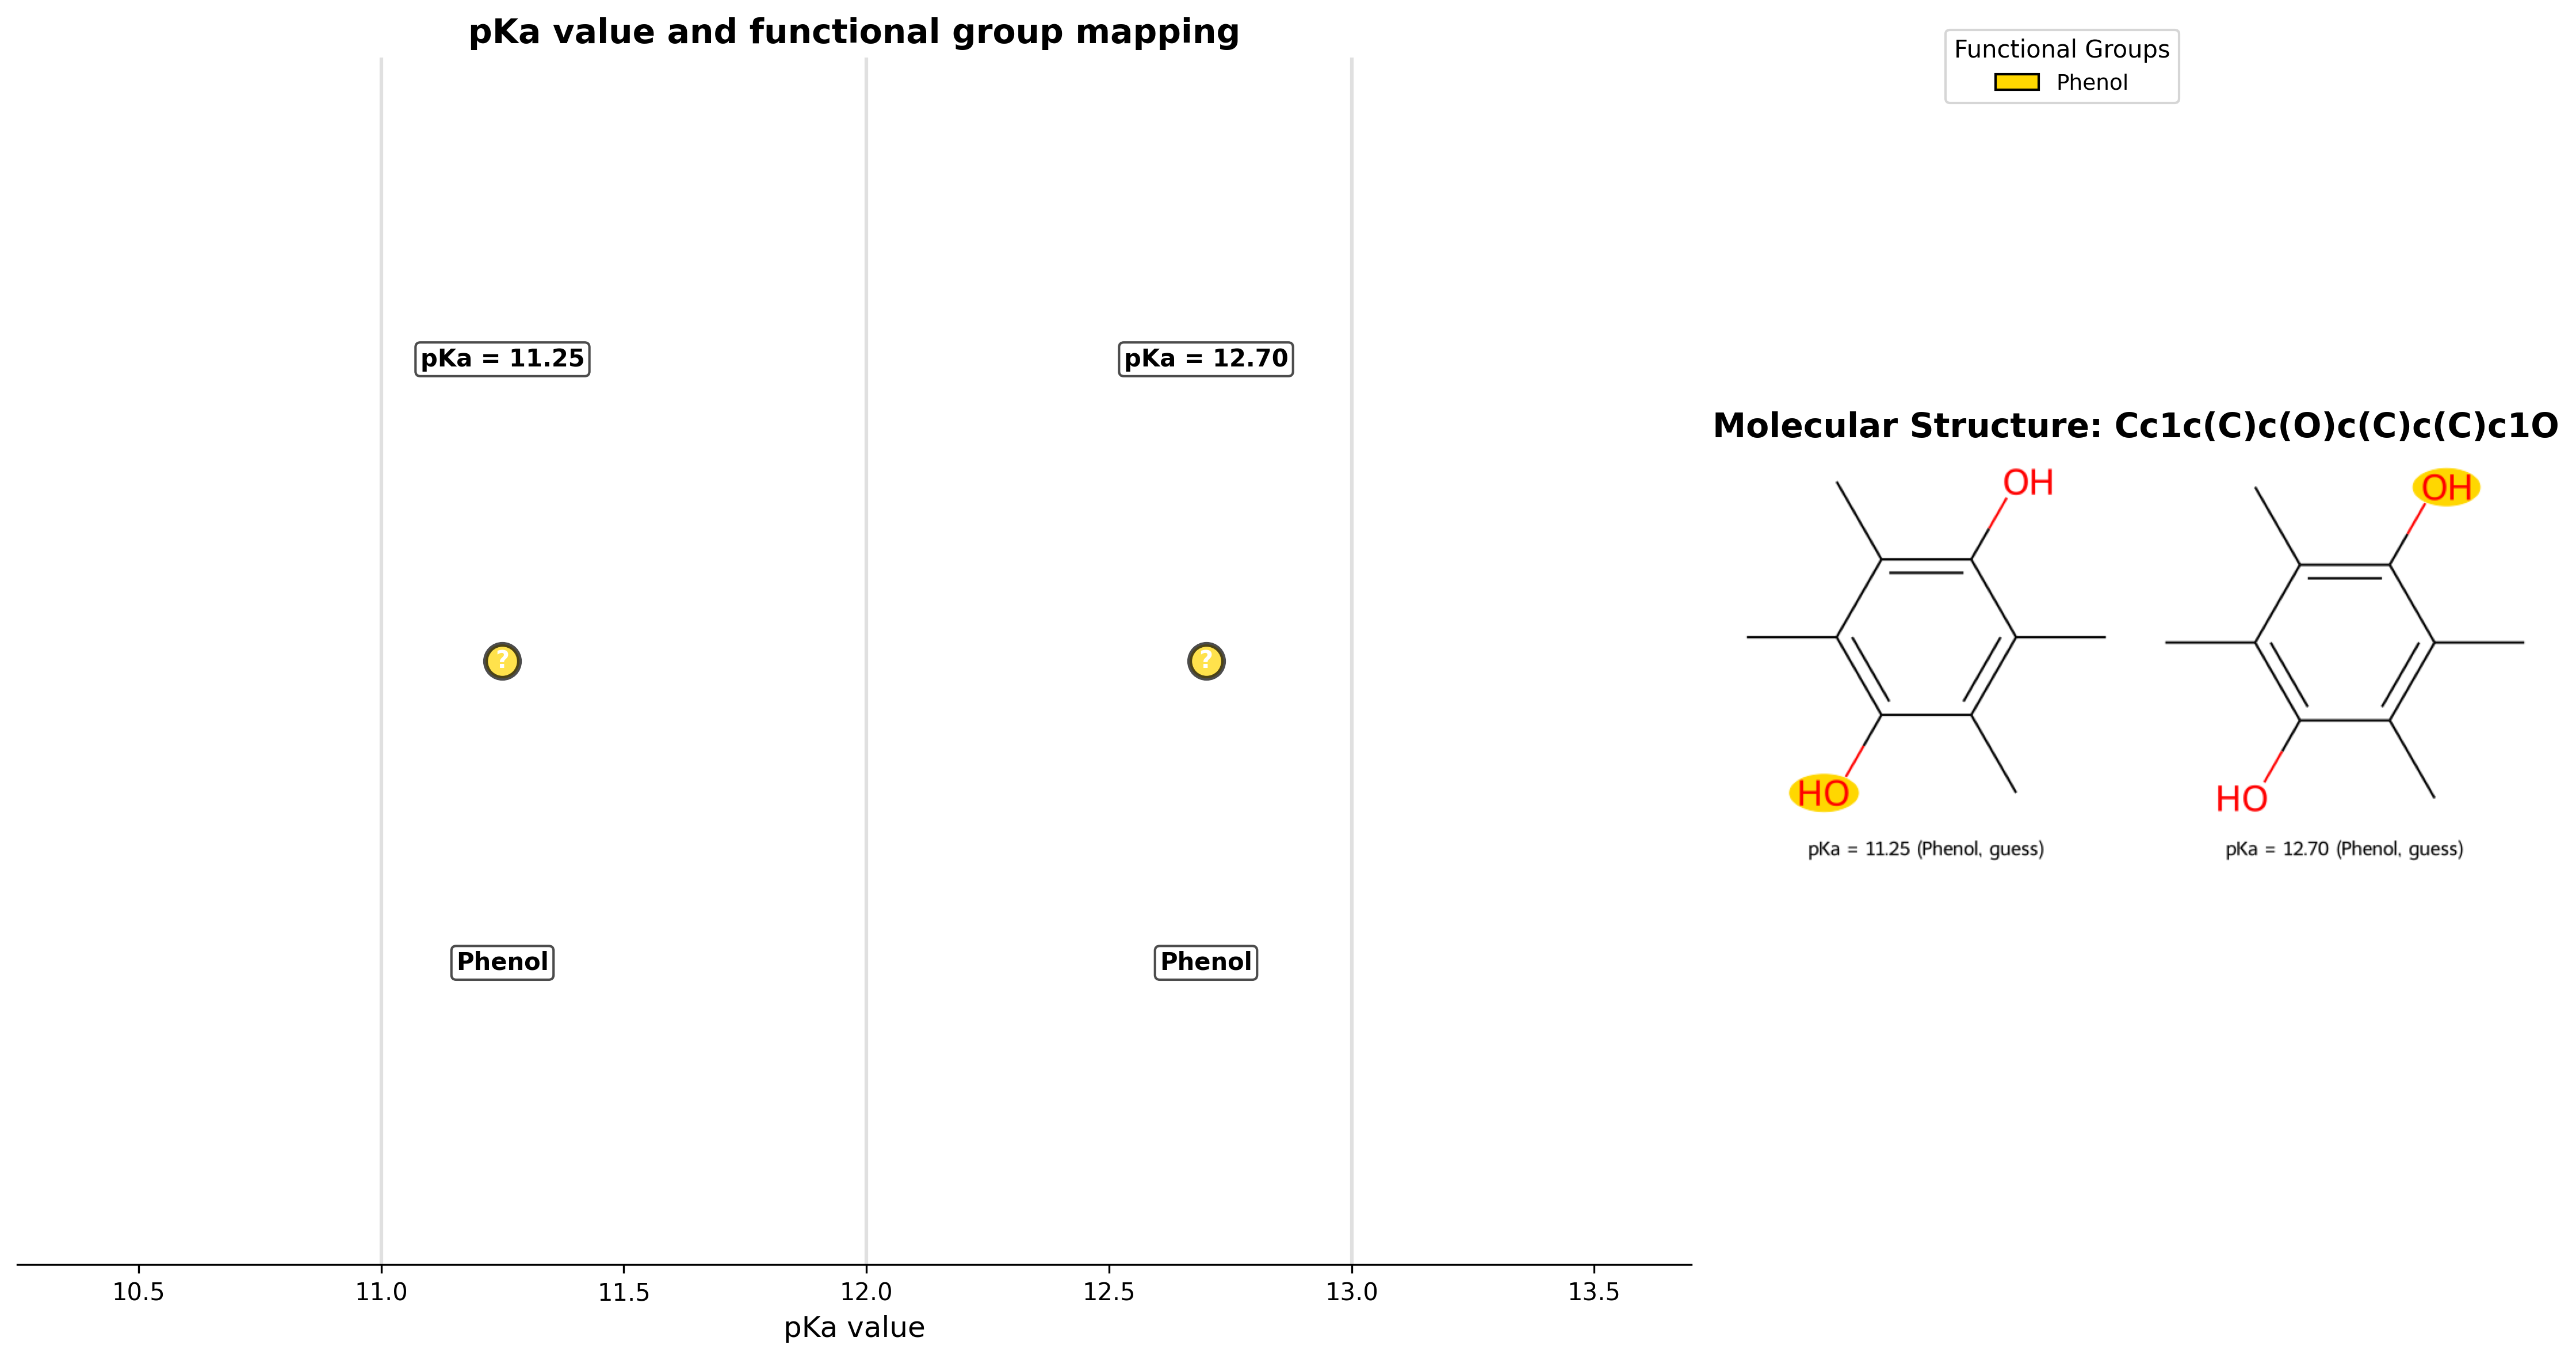 pKa value and functional group mapping
pKa = 11.25
pKa = 12.70
?
?
Phenol
Phenol
10.5
11.0
11.5
12.0
12.5
13.0
13.5
pKa value
Functional Groups
Phenol
Molecular Structure: Cc1c(C)c(O)c(C)c(C)c1O
OH
HO
pKa = 11.25 (Phenol, guess)
OH
HO
pKa = 12.70 (Phenol, guess)